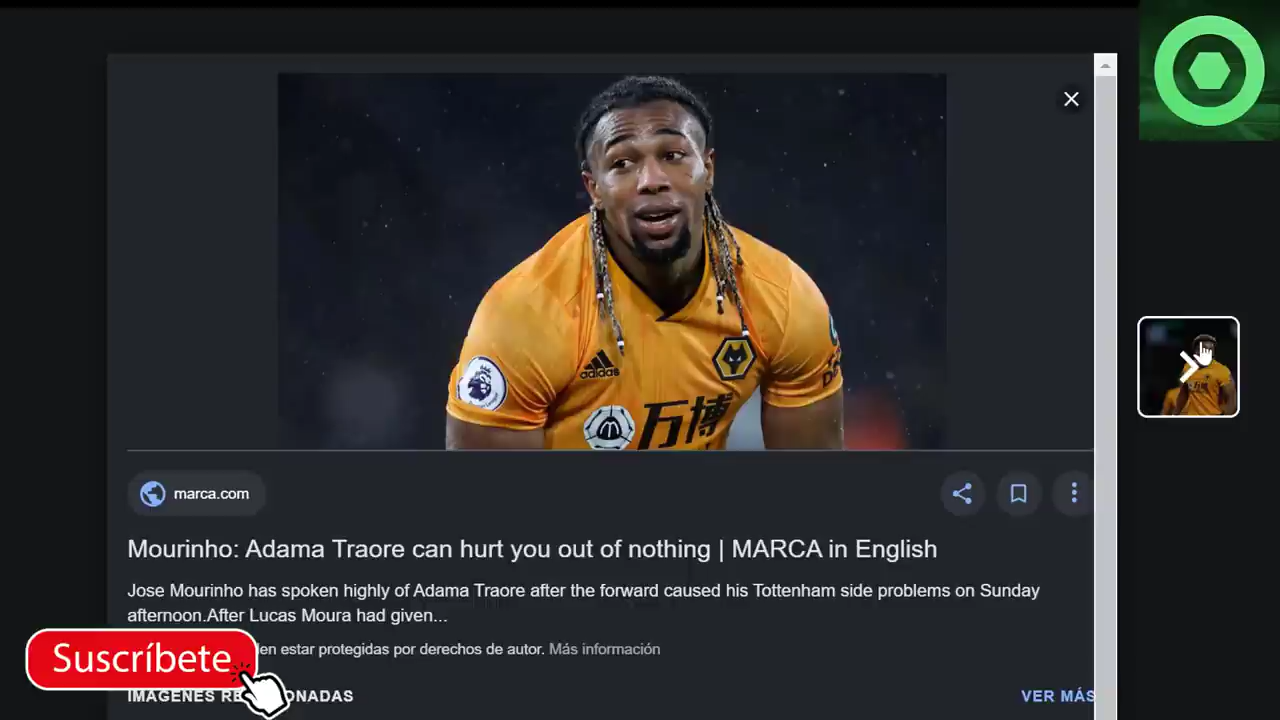 adidas
万博
marca.com
Mourinho: Adama Traore can hurt you out of nothing | MARCA in English
Jose Mourinho has spoken highly of Adama Traore after the forward caused his Tottenham side problems on Sunday
afternoon.After Lucas Moura had given...
Suscríbete
den estar protegidas por derechos de autor. Más información
IMÁGENES RE ONADAS
VER MÁS